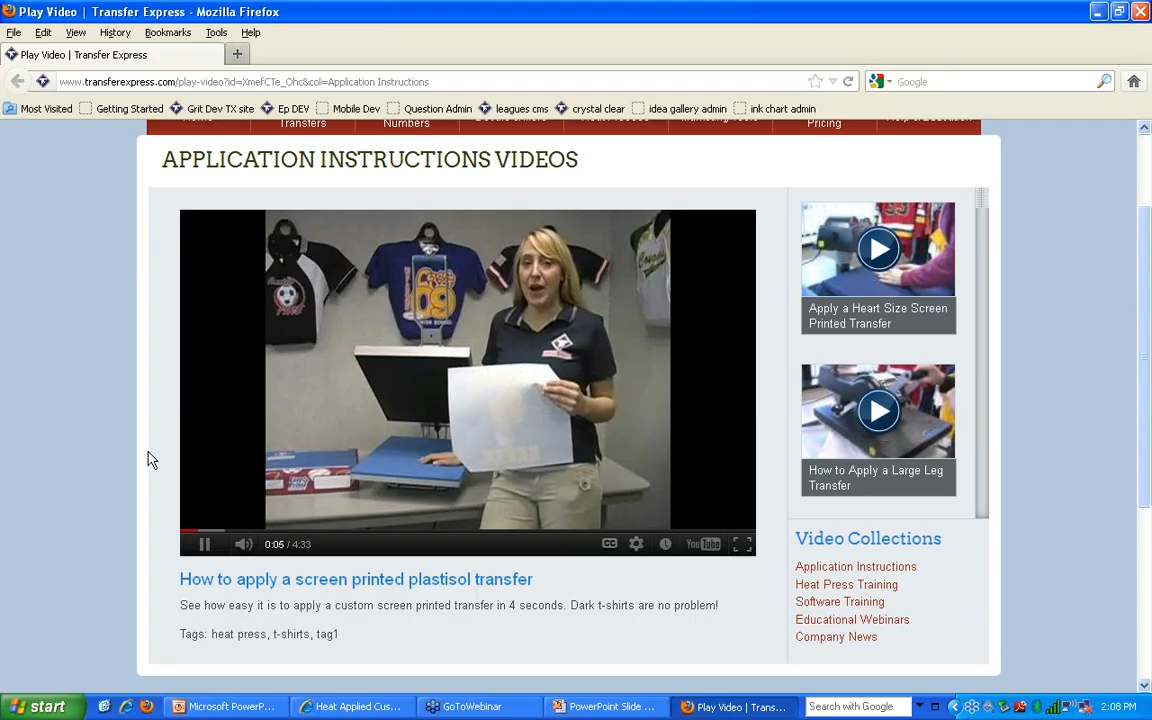 Play Video | Transfer Express - Mozilla Firefox
File Edit View History Bookmarks Tools Help
Play Video | Transfer Express
www.transferexpress.com/play-video?id=XmefCTe_Ohc&col=Application Instructions
Google
Most Visited Getting Started Grit Dev TX site Ep DEV Mobile Dev Question Admin leagues cms crystal clear idea gallery admin ink chart admin
Transfers Numbers Pricing
APPLICATION INSTRUCTIONS VIDEOS
Apply a Heart Size Screen
Printed Transfer
How to Apply a Large Leg
Transfer
0:05 / 4:33
CC
YouTube
Video Collections
How to apply a screen printed plastisol transfer
Application Instructions
Heat Press Training
See how easy it is to apply a custom screen printed transfer in 4 seconds. Dark t-shirts are no problem!
Software Training
Educational Webinars
Tags: heat press, t-shirts, tag1
Company News
start
Microsoft PowerP...
Heat Applied Cus...
GoToWebinar
PowerPoint Slide ...
Play Video | Trans...
Search with Google
2:08 PM